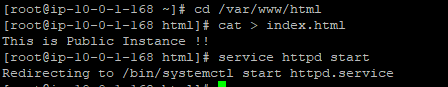 [root@ip-10-0-1-168 ~]# cd /var/www/html
[root@ip-10-0-1-168 html]# cat > index.html
This is Public Instance !!
[root@ip-10-0-1-168 html]# service httpd start
Redirecting to /bin/systemctl start httpd.service